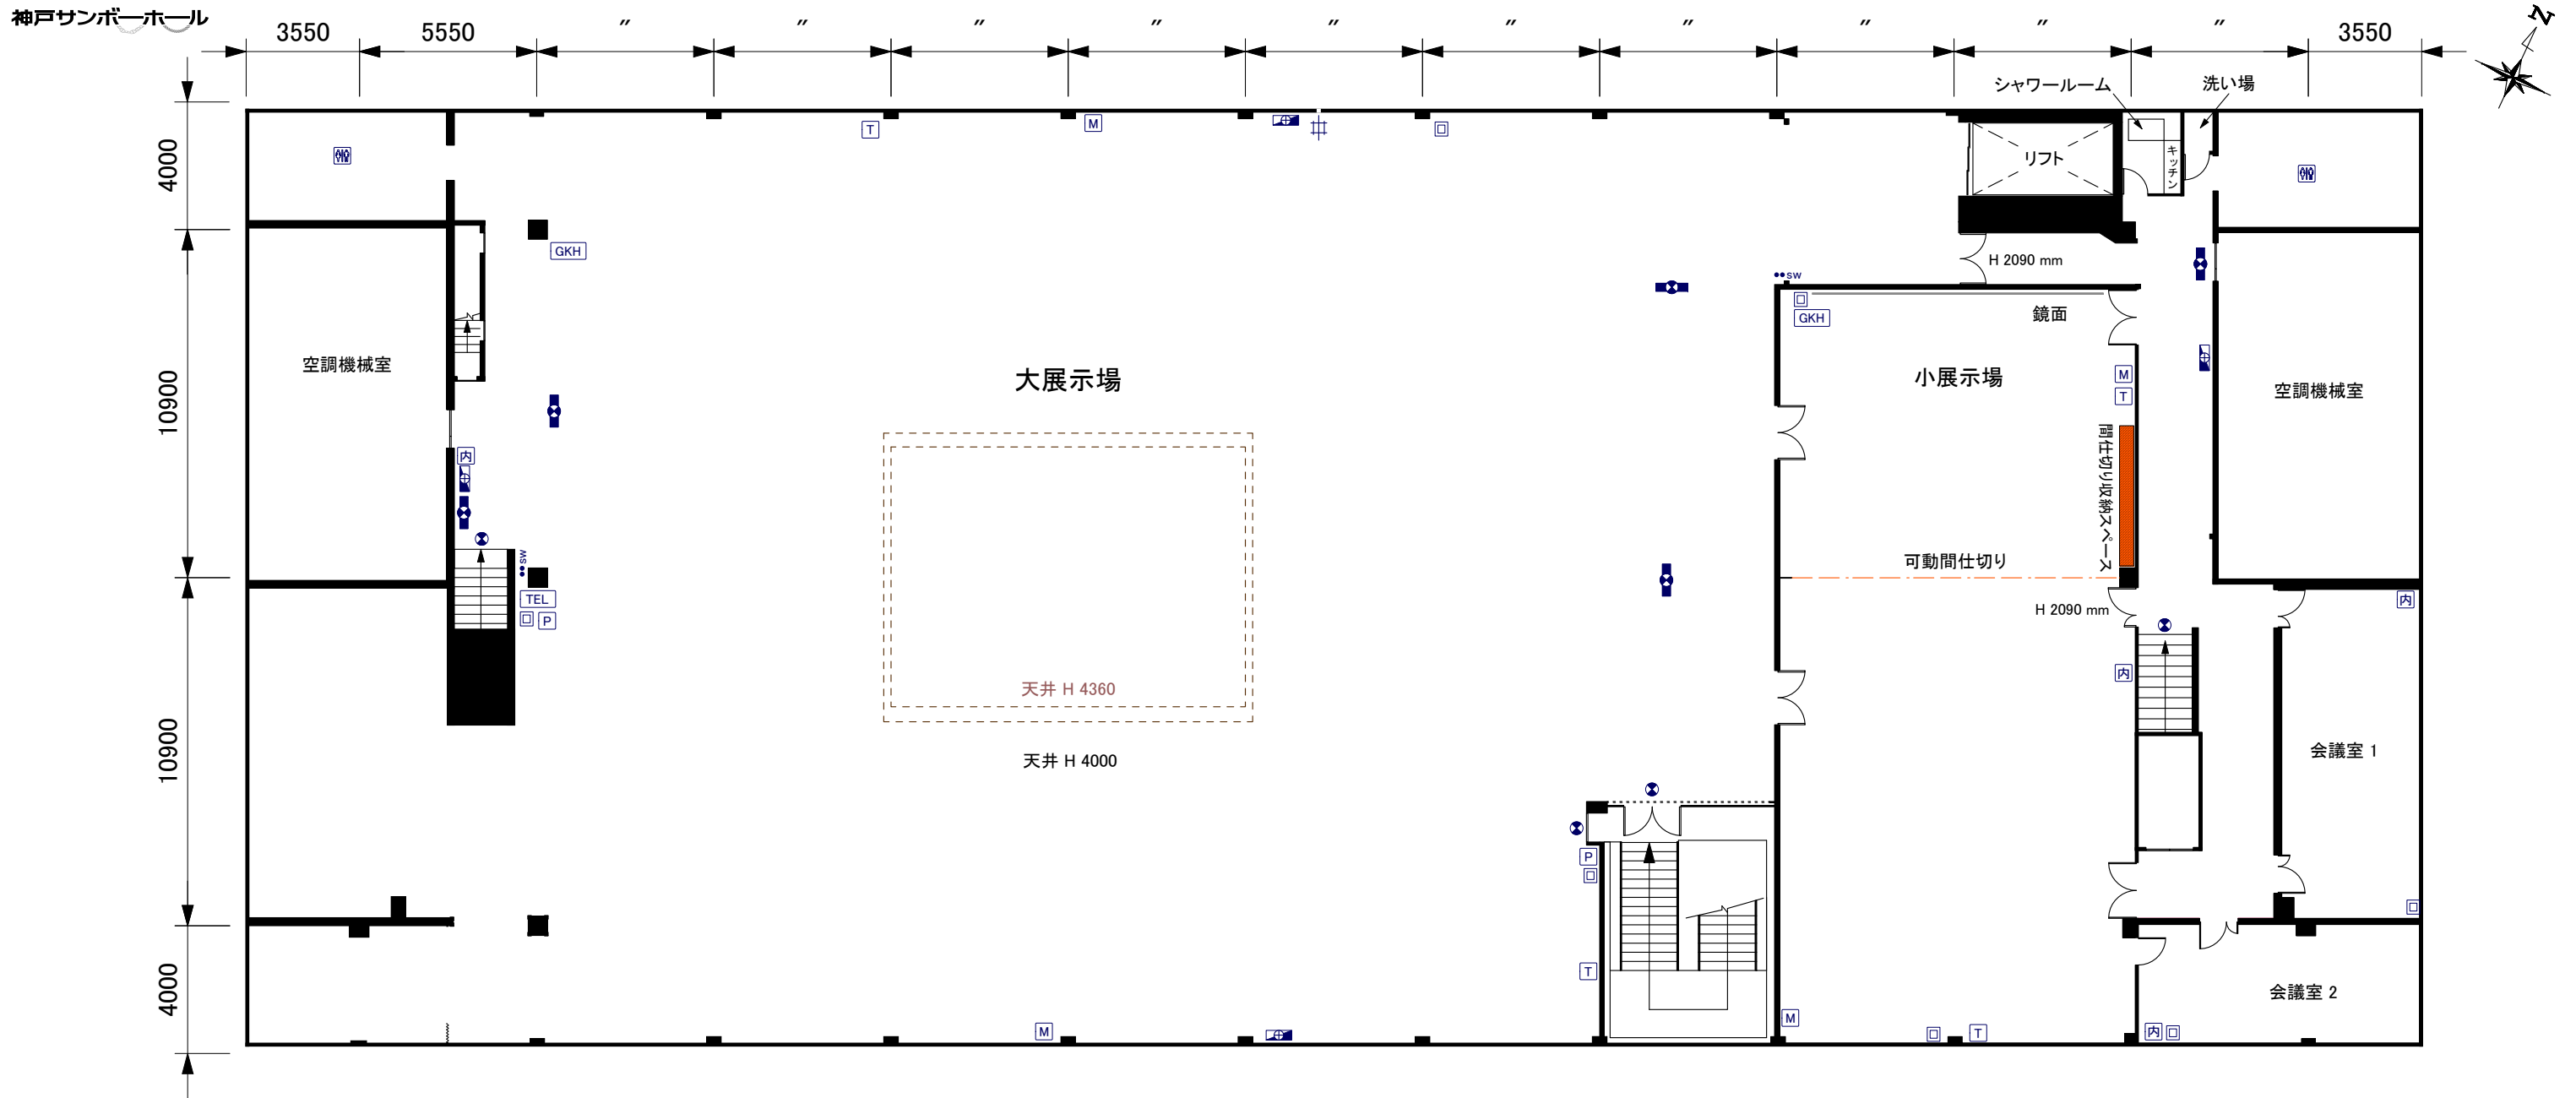 神戸サンボーホール
3550
5550
〃
〃
〃
〃
〃
〃
〃
〃
〃
〃
3550
N
4000
10900
10900
4000
シャワールーム
洗い場
キッチン
リフト
T
M
GKH
H 2090 mm
SW
GKH
鏡面
空調機械室
大展示場
小展示場
M
T
空調機械室
内
間仕切り収納スペース
SW
可動間仕切り
TEL
P
H 2090 mm
内
内
天井 H 4360
天井 H 4000
会議室 1
P
T
会議室 2
M
M
T
内